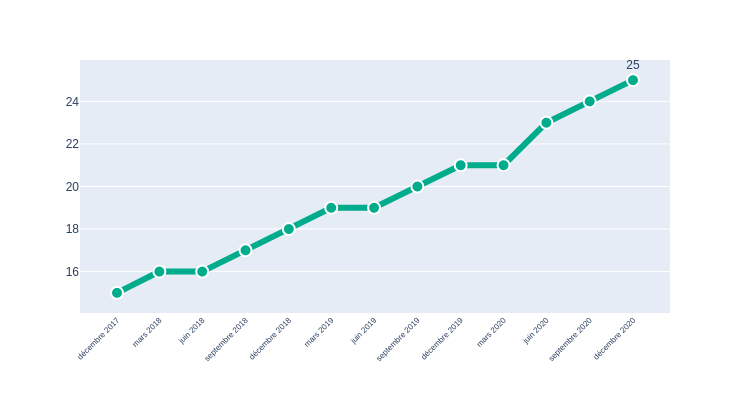 25
24
22
20
18
16
décembre 2017
mars 2018
juin 2018
septembre 2018
décembre 2018
mars 2019
juin 2019
septembre 2019
décembre 2019
mars 2020
juin 2020
septembre 2020
décembre 2020